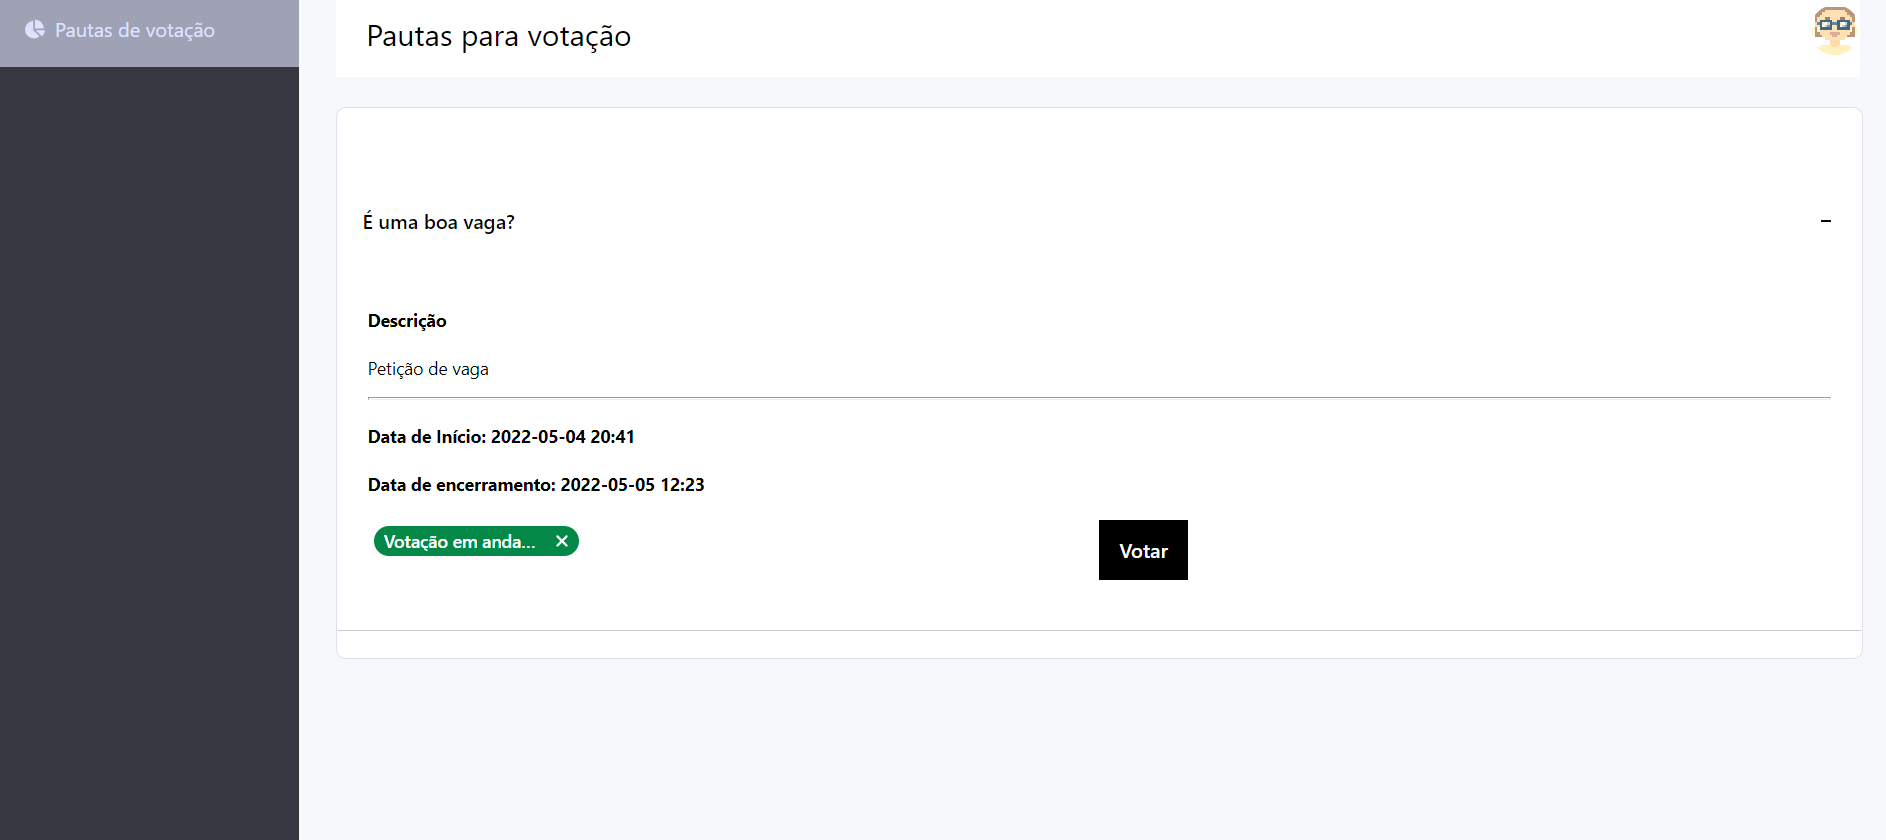 Pautas de votação
Pautas para votação
É uma boa vaga?
Descrição
Petição de vaga
Data de Início: 2022-05-04 20:41
Data de encerramento: 2022-05-05 12:23
Votação em anda...
Votar